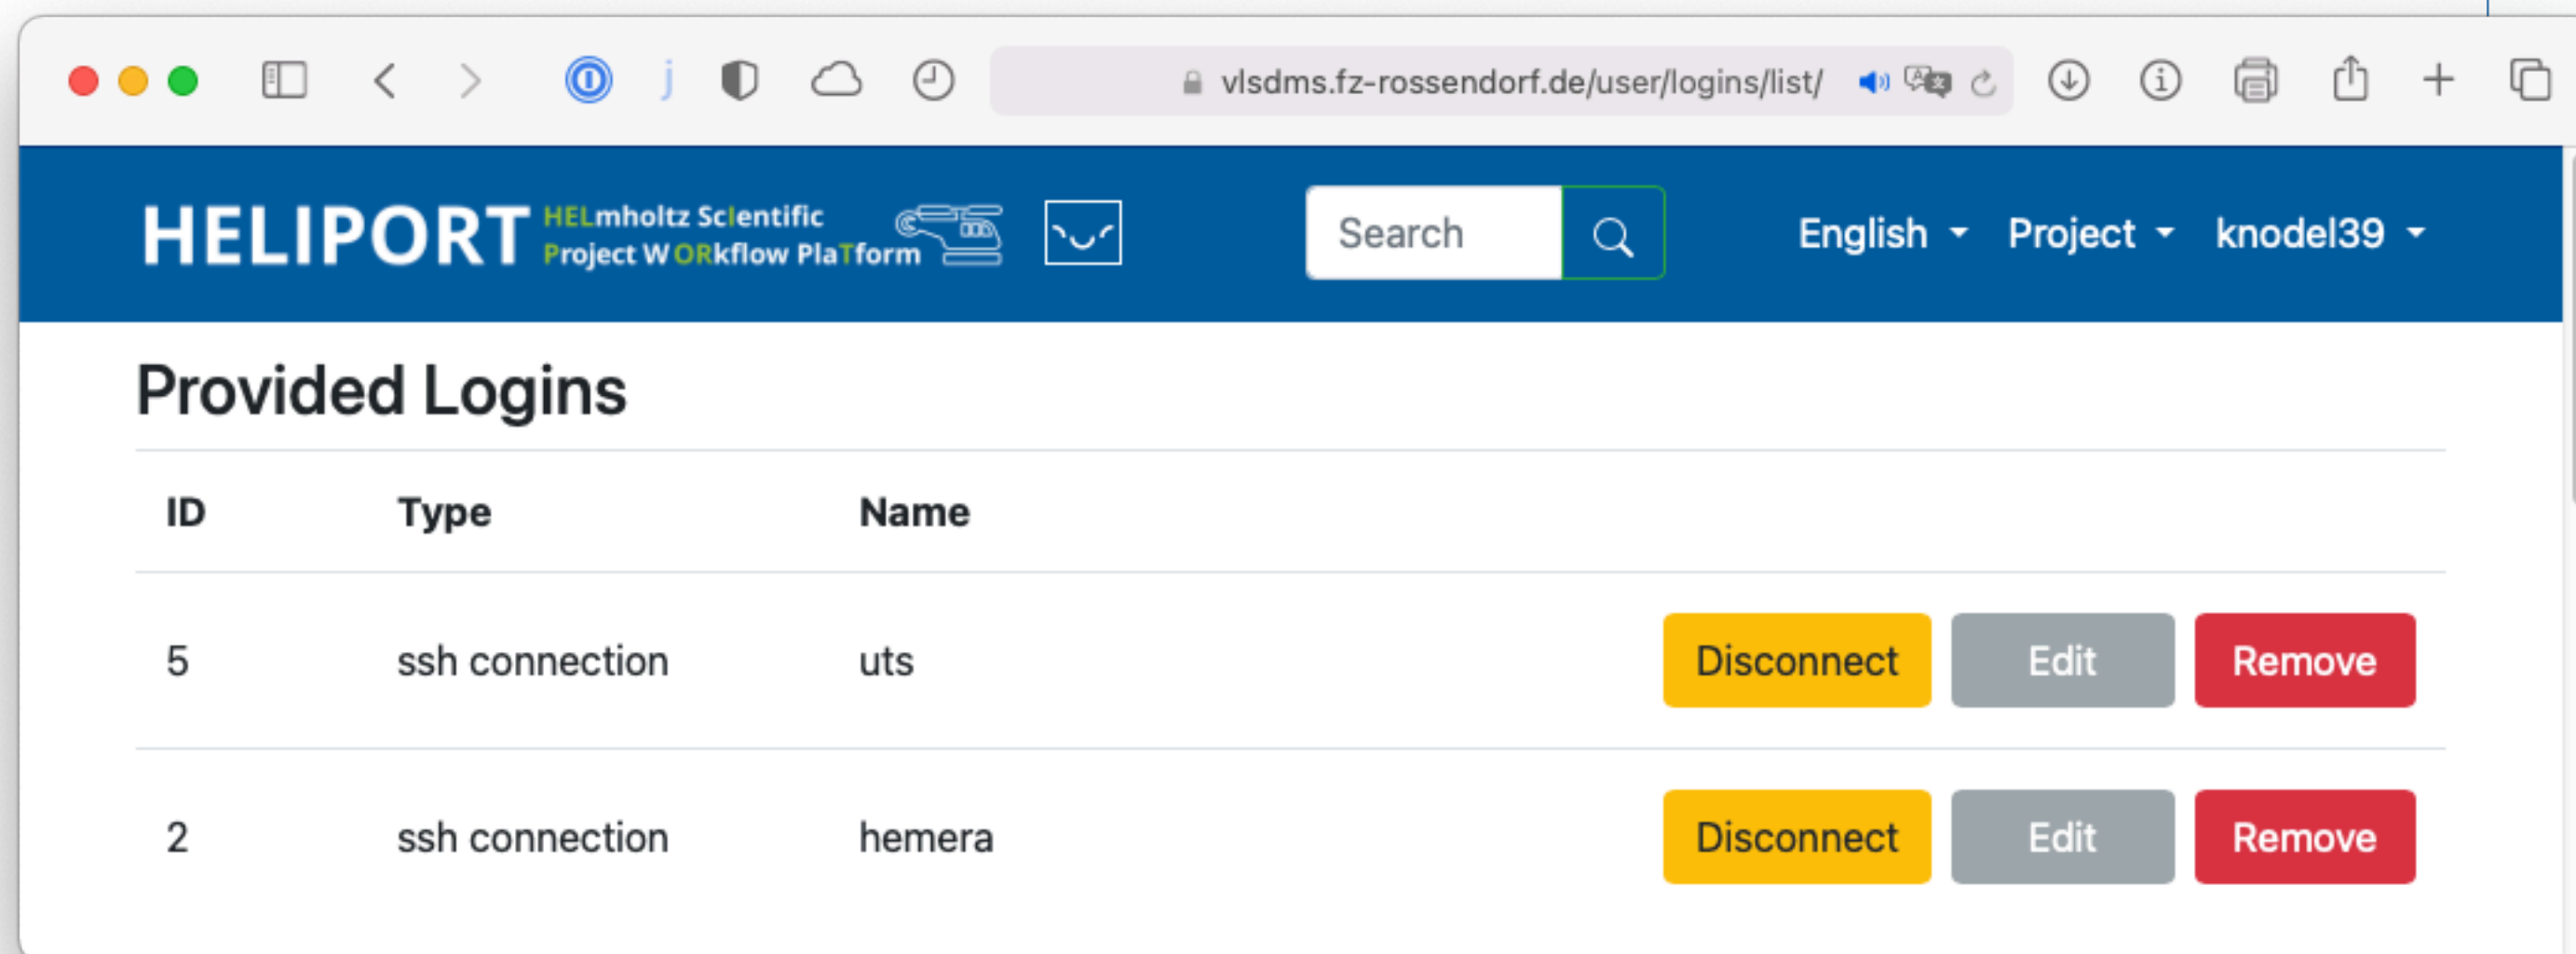 vlsdms.fz-rossendorf.de/user/logins/list/
HELIPORT HELmholtz ScIentific
Project WORkflow PlaTform
Search English Project knodel39
Provided Logins
ID Type Name
5 ssh connection uts Disconnect Edit Remove
2 ssh connection hemera Disconnect Edit Remove